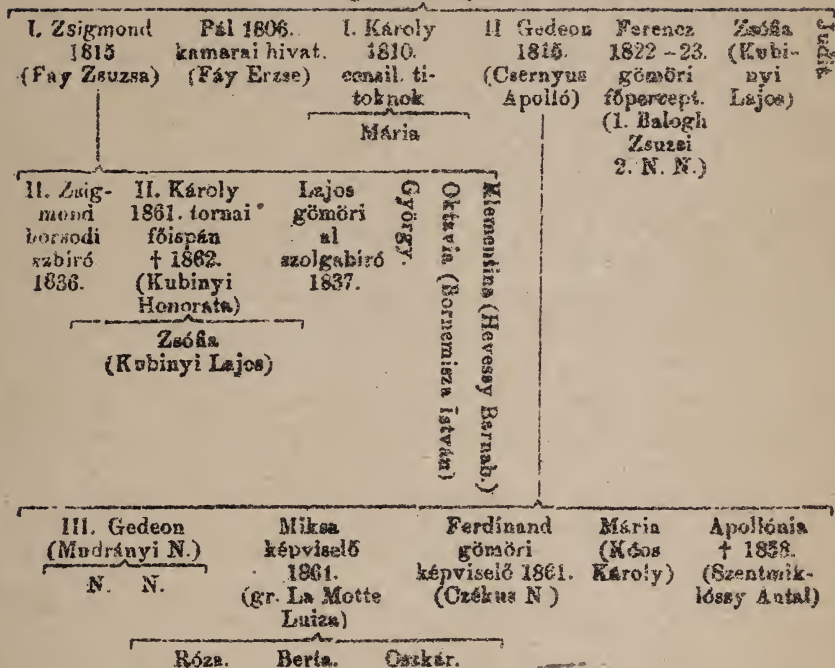 I. Zsigmond
1815
(Fay Zsuzsa)
Pál 1806.
kamarai hivat.
(Fáy Erzse)
I. Károly
1810.
consil. ti-
toknok
Mária
II Gedeon
1815.
(Csernyus
Apolló)
Ferencz
1822-23.
gömöri
főpercept.
(1. Balogh
Zsuzsi
2. N. N.)
Zsófia
(Kubi-
nyi
Lajos)
Judit
II. Zsig-
mond
borsodi
szbiró
1836.
II. Károly
1861. tornai
főispán
† 1862.
(Kubinyi
Honorata)
Zsófia
(Kubinyi Lajos)
Lajos
gömöri
al
szolgabiró
1837.
György.
Oktavia (Bornemisza István)
Klementina (Hevessy Barnab.)
III. Gedeon
(Mudrányi N.)
N. N.
Miksa
képviselő
1861.
(gr. La Motte
Luiza)
Róza. Berta. Oszkár.
Ferdinand
gömöri
képviselő 1861.
(Czékus N )
Mária
(Kóos
Károly)
Apollónia
† 1858.
(Szentmik-
lóssy Antal)